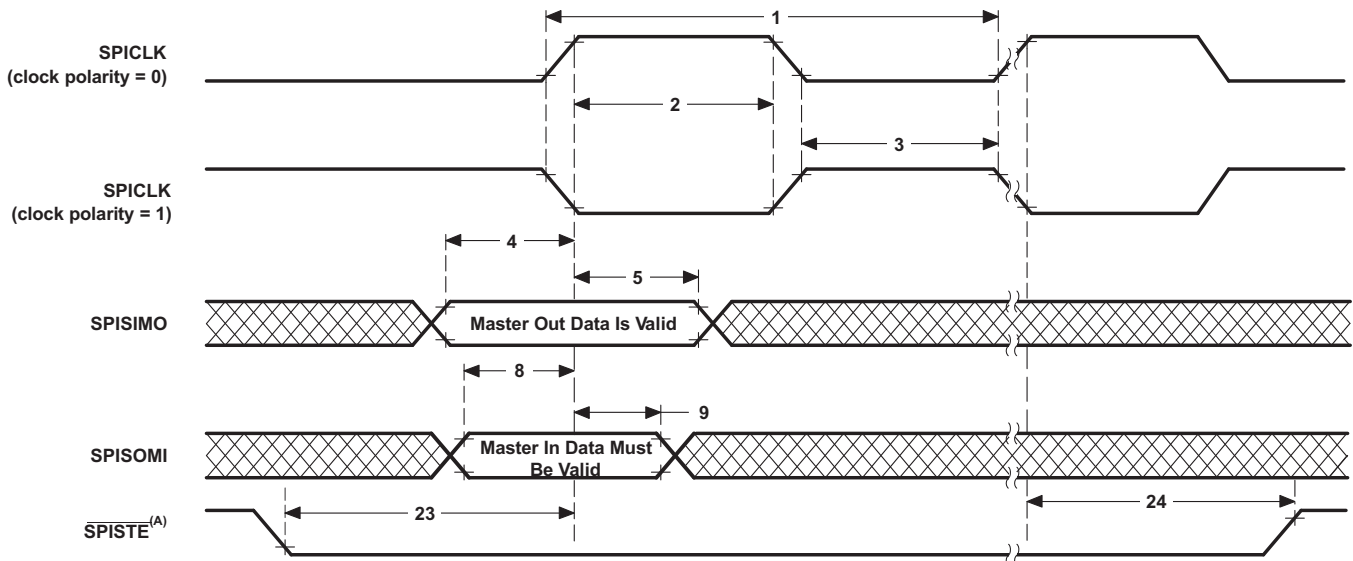 1
SPICLK
(clock polarity = 0)
2
3
SPICLK
(clock polarity = 1)
4
5
SPISIMO
Master Out Data Is Valid
8
9
SPISOMI
Master In Data Must
Be Valid
23
24
SPISTE(A)